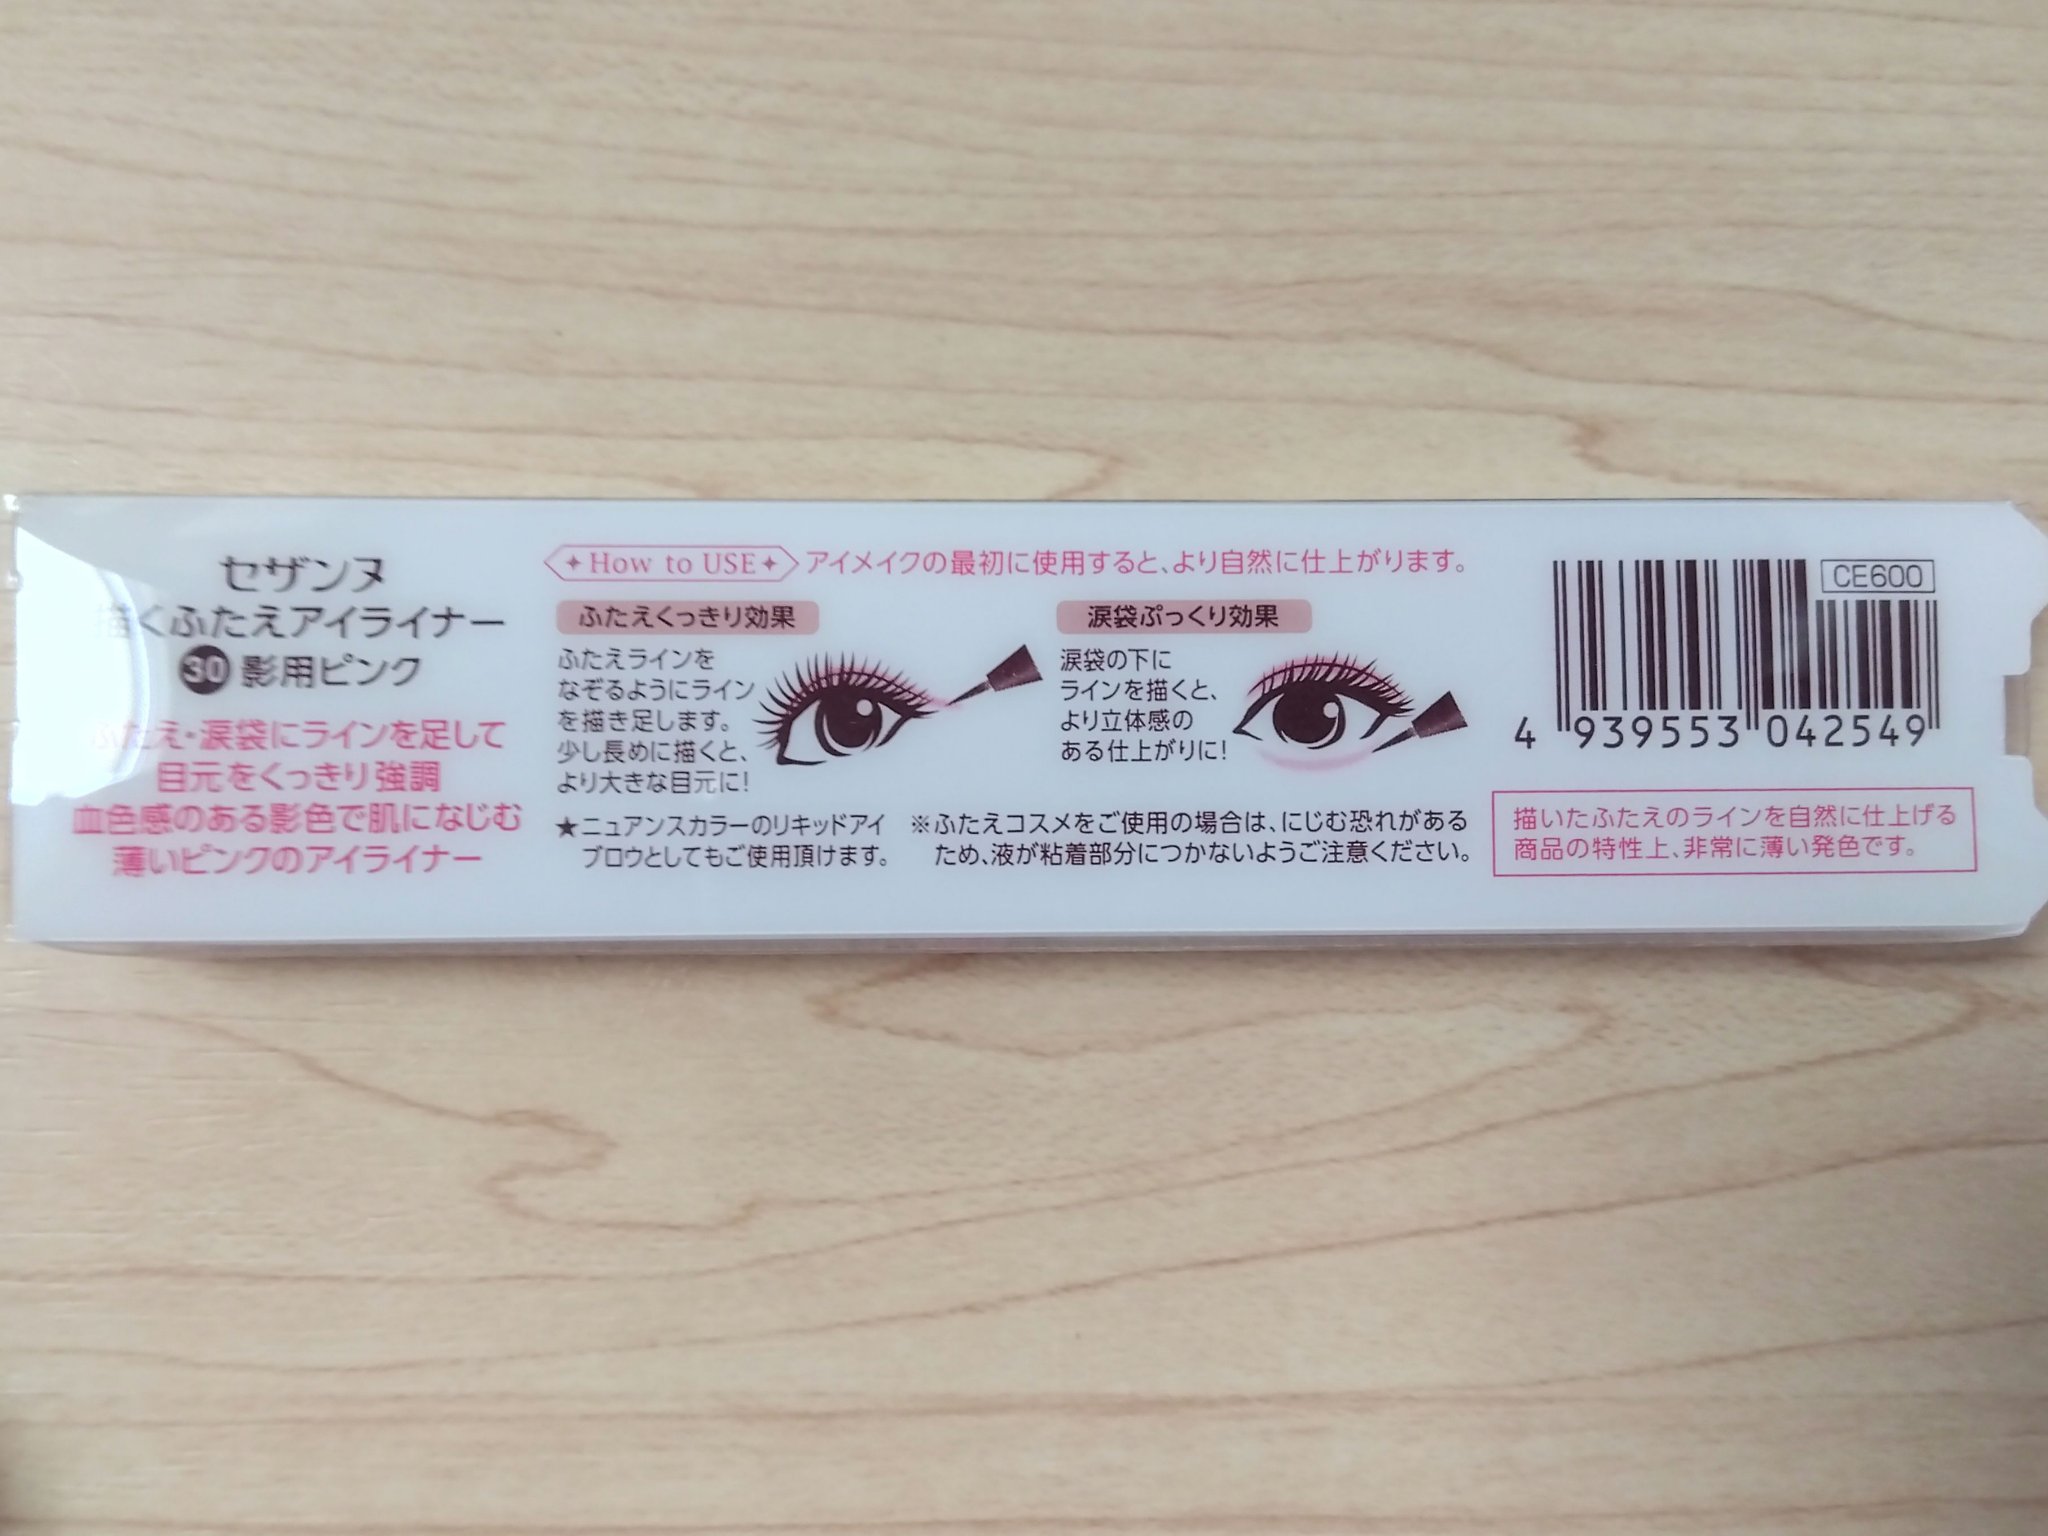 セザンヌ
描くふたえアイライナー
30 影用ピンク
ふたえ・涙袋にラインを足して
目元をくっきり強調
血色感のある影色で肌になじむ
薄いピンクのアイライナー
How to USE アイメイクの最初に使用すると、より自然に仕上がります。
ふたえくっきり効果
ふたえラインを
なぞるようにライン
を描き足します。
少し長めに描くと、
より大きな目元に!
★ニュアンスカラーのリキッドアイ
ブロウとしてもご使用頂けます。
涙袋ぷっくり効果
涙袋の下に
ラインを描くと、
より立体感の
ある仕上がりに!
※ふたえコスメをご使用の場合は、にじむ恐れがある
ため、液が粘着部分につかないようご注意ください。
CE600
4 939553 042549
描いたふたえのラインを自然に仕上げる
商品の特性上、非常に薄い発色です。